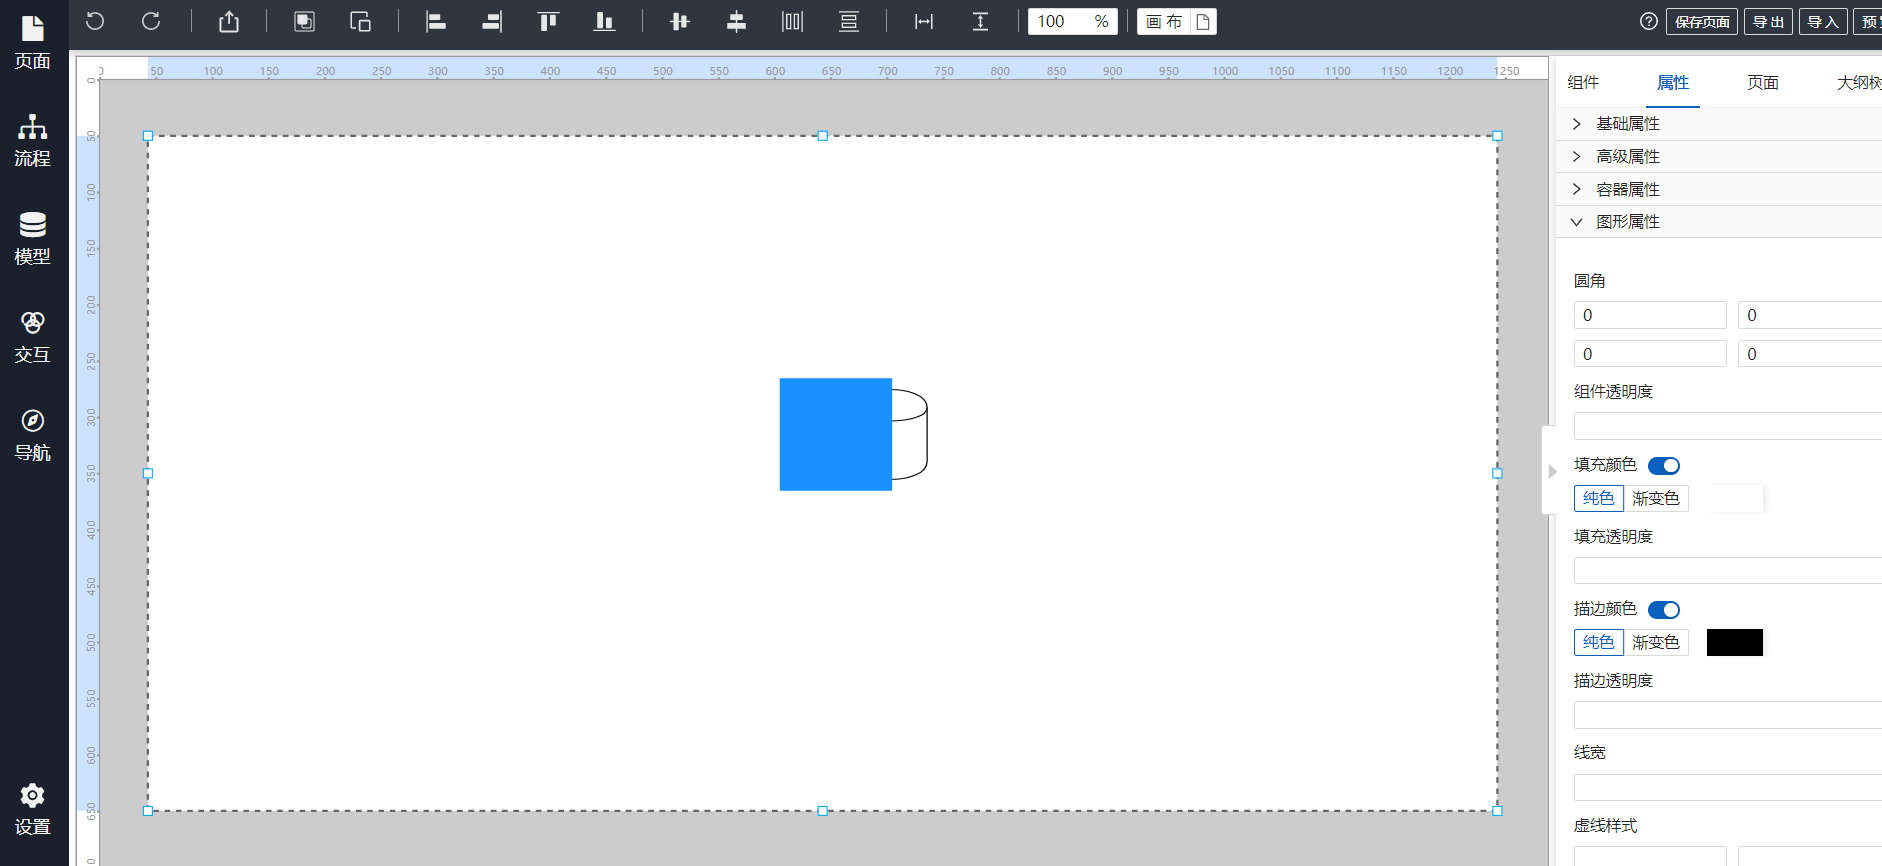 页面
流程
模型
交互
导航
设置
100 %
画布
保存页面
导出
导入
预
0 50 100 150 200 250 300 350 400 450 500 550 600 650 700 750 800 850 900 950 1000 1050 1100 1150 1200 1250
0
50
100
150
200
250
300
350
400
450
500
550
600
650
组件 属性 页面 大纲树
基础属性
高级属性
容器属性
图形属性
圆角
0 0
0 0
组件透明度
填充颜色
纯色 渐变色
填充透明度
描边颜色
纯色 渐变色
描边透明度
线宽
虚线样式